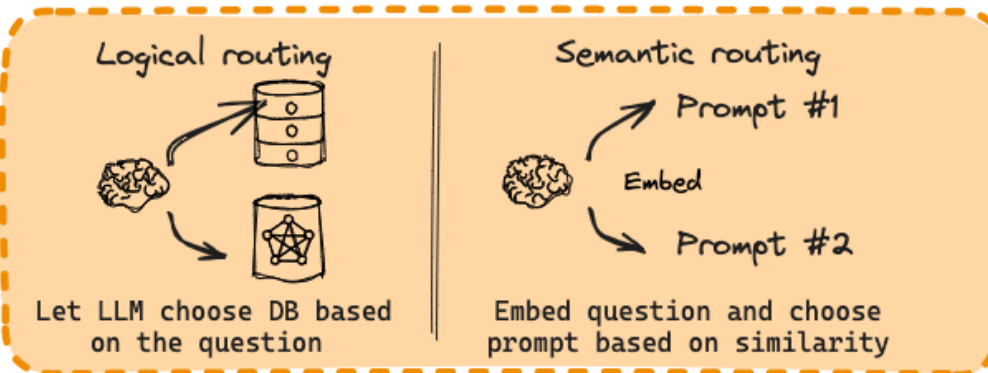 Logical routing
Let LLM choose DB based
on the question
Semantic routing
Prompt #1
Embed
Prompt #2
Embed question and choose
prompt based on similarity